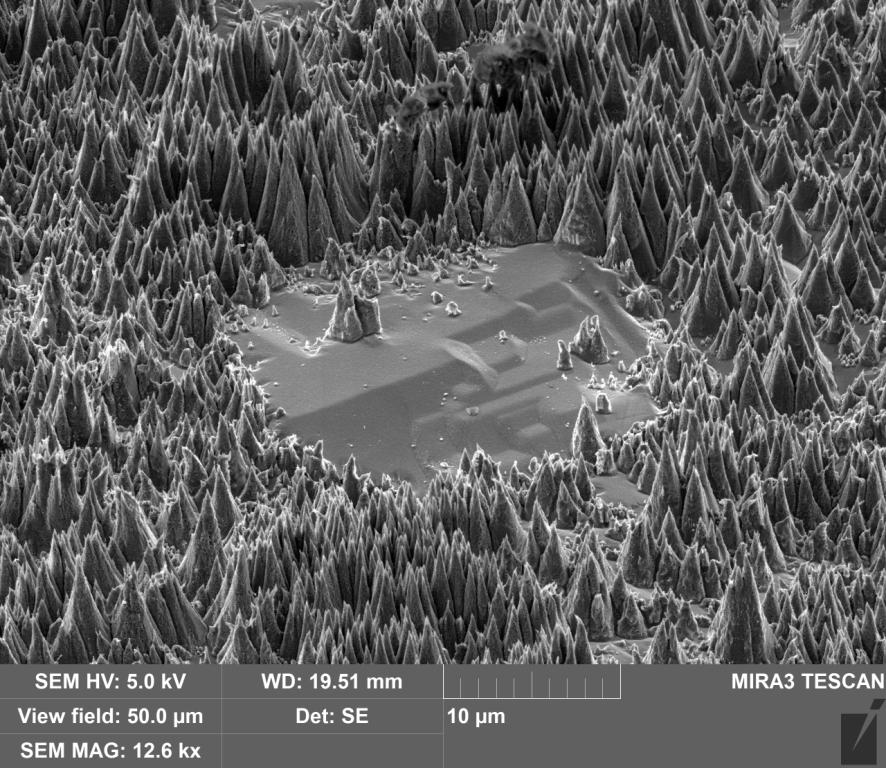 SEM HV: 5.0 kV
WD: 19.51 mm
MIRA3 TESCAN
View field: 50.0 µm
Det: SE
10 µm
SEM MAG: 12.6 kx